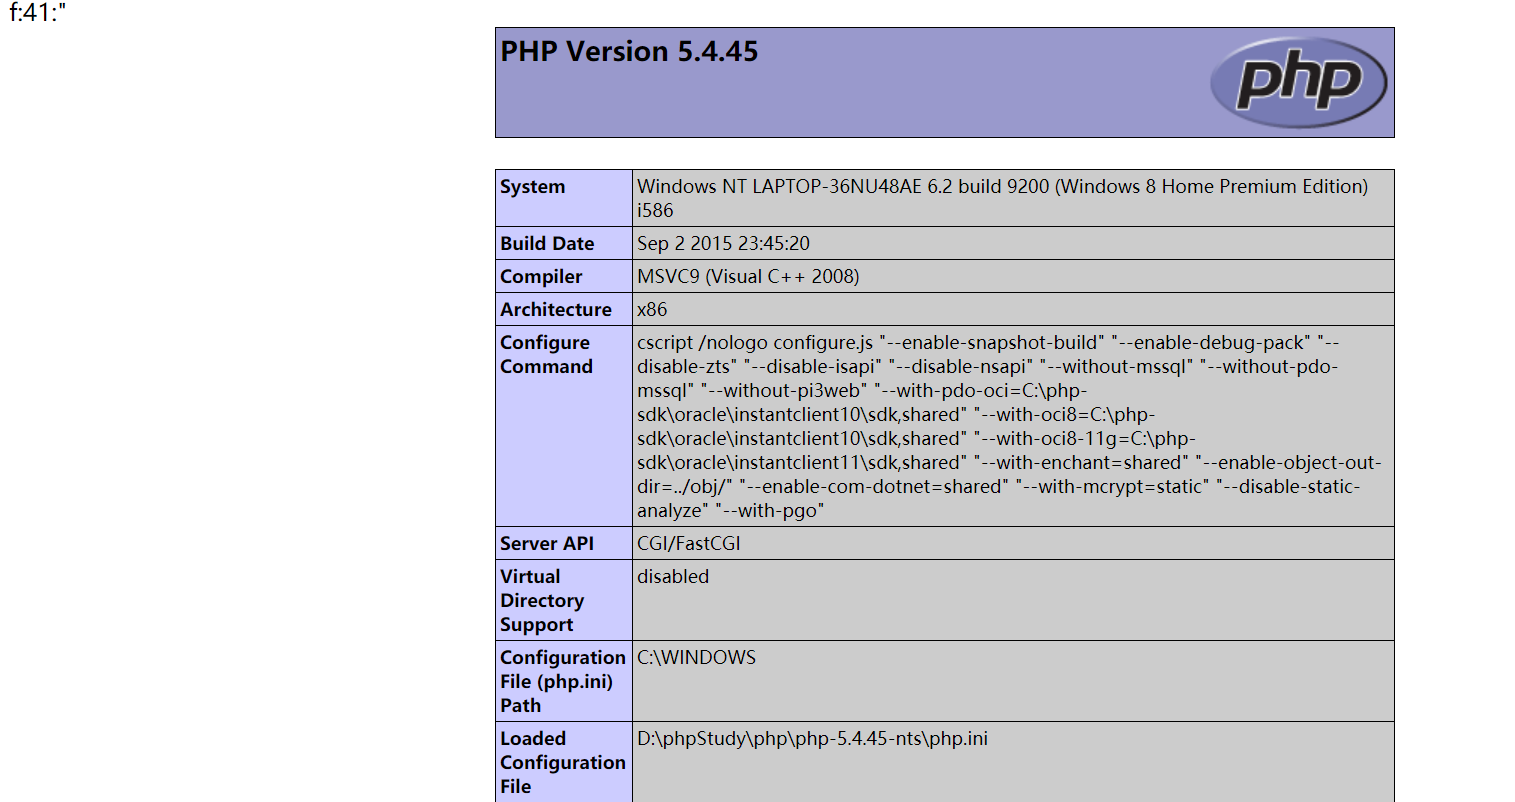 f:41:"
PHP Version 5.4.45
php
System
Windows NT LAPTOP-36NU48AE 6.2 build 9200 (Windows 8 Home Premium Edition)
i586
Build Date
Sep 2 2015 23:45:20
Compiler
MSVC9 (Visual C++ 2008)
Architecture
x86
Configure
Command
cscript /nologo configure.js "--enable-snapshot-build" "--enable-debug-pack" "--
disable-zts" "--disable-isapi" "--disable-nsapi" "--without-mssql" "--without-pdo-
mssql" "--without-pi3web" "--with-pdo-oci=C:\php-
sdk\oracle\instantclient10\sdk,shared" "--with-oci8=C:\php-
sdk\oracle\instantclient10\sdk,shared" "--with-oci8-11g=C:\php-
sdk\oracle\instantclient11\sdk,shared" "--with-enchant=shared" "--enable-object-out-
dir=../obj/" "--enable-com-dotnet=shared" "--with-mcrypt=static" "--disable-static-
analyze" "--with-pgo"
Server API
CGI/FastCGI
Virtual
Directory
Support
disabled
Configuration
File (php.ini)
Path
C:\WINDOWS
Loaded
Configuration
File
D:\phpStudy\php\php-5.4.45-nts\php.ini